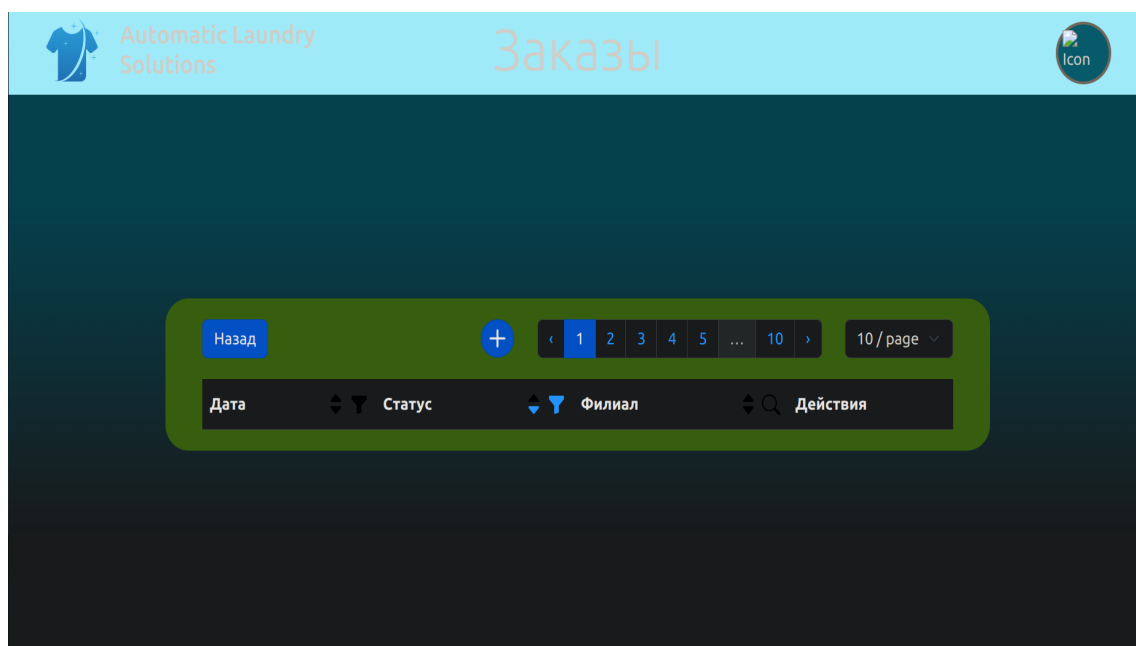 Automatic Laundry
Solutions
Заказы
Icon
Назад
+ ‹ 1 2 3 4 5 ... 10 › 10 / page
Дата Статус Филиал Действия